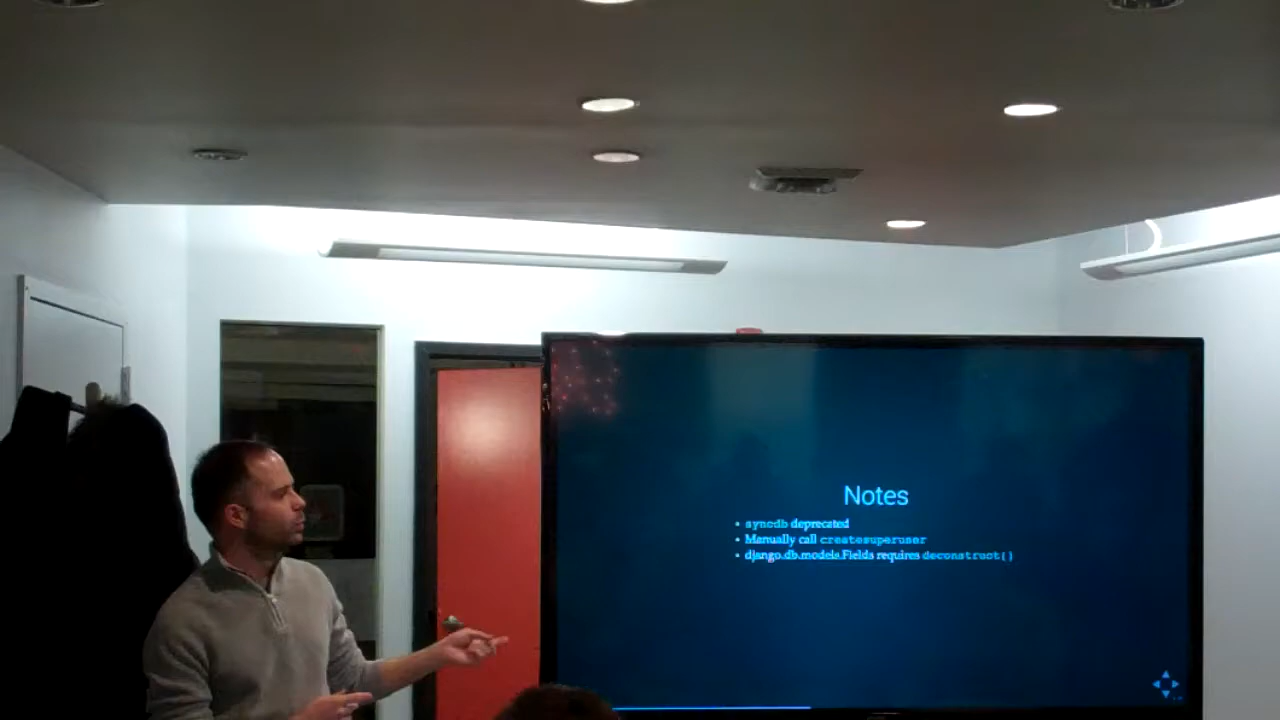 Notes
• syncdb deprecated
• Manually call createsuperuser
• django.db.models.Fields requires deconstruct()